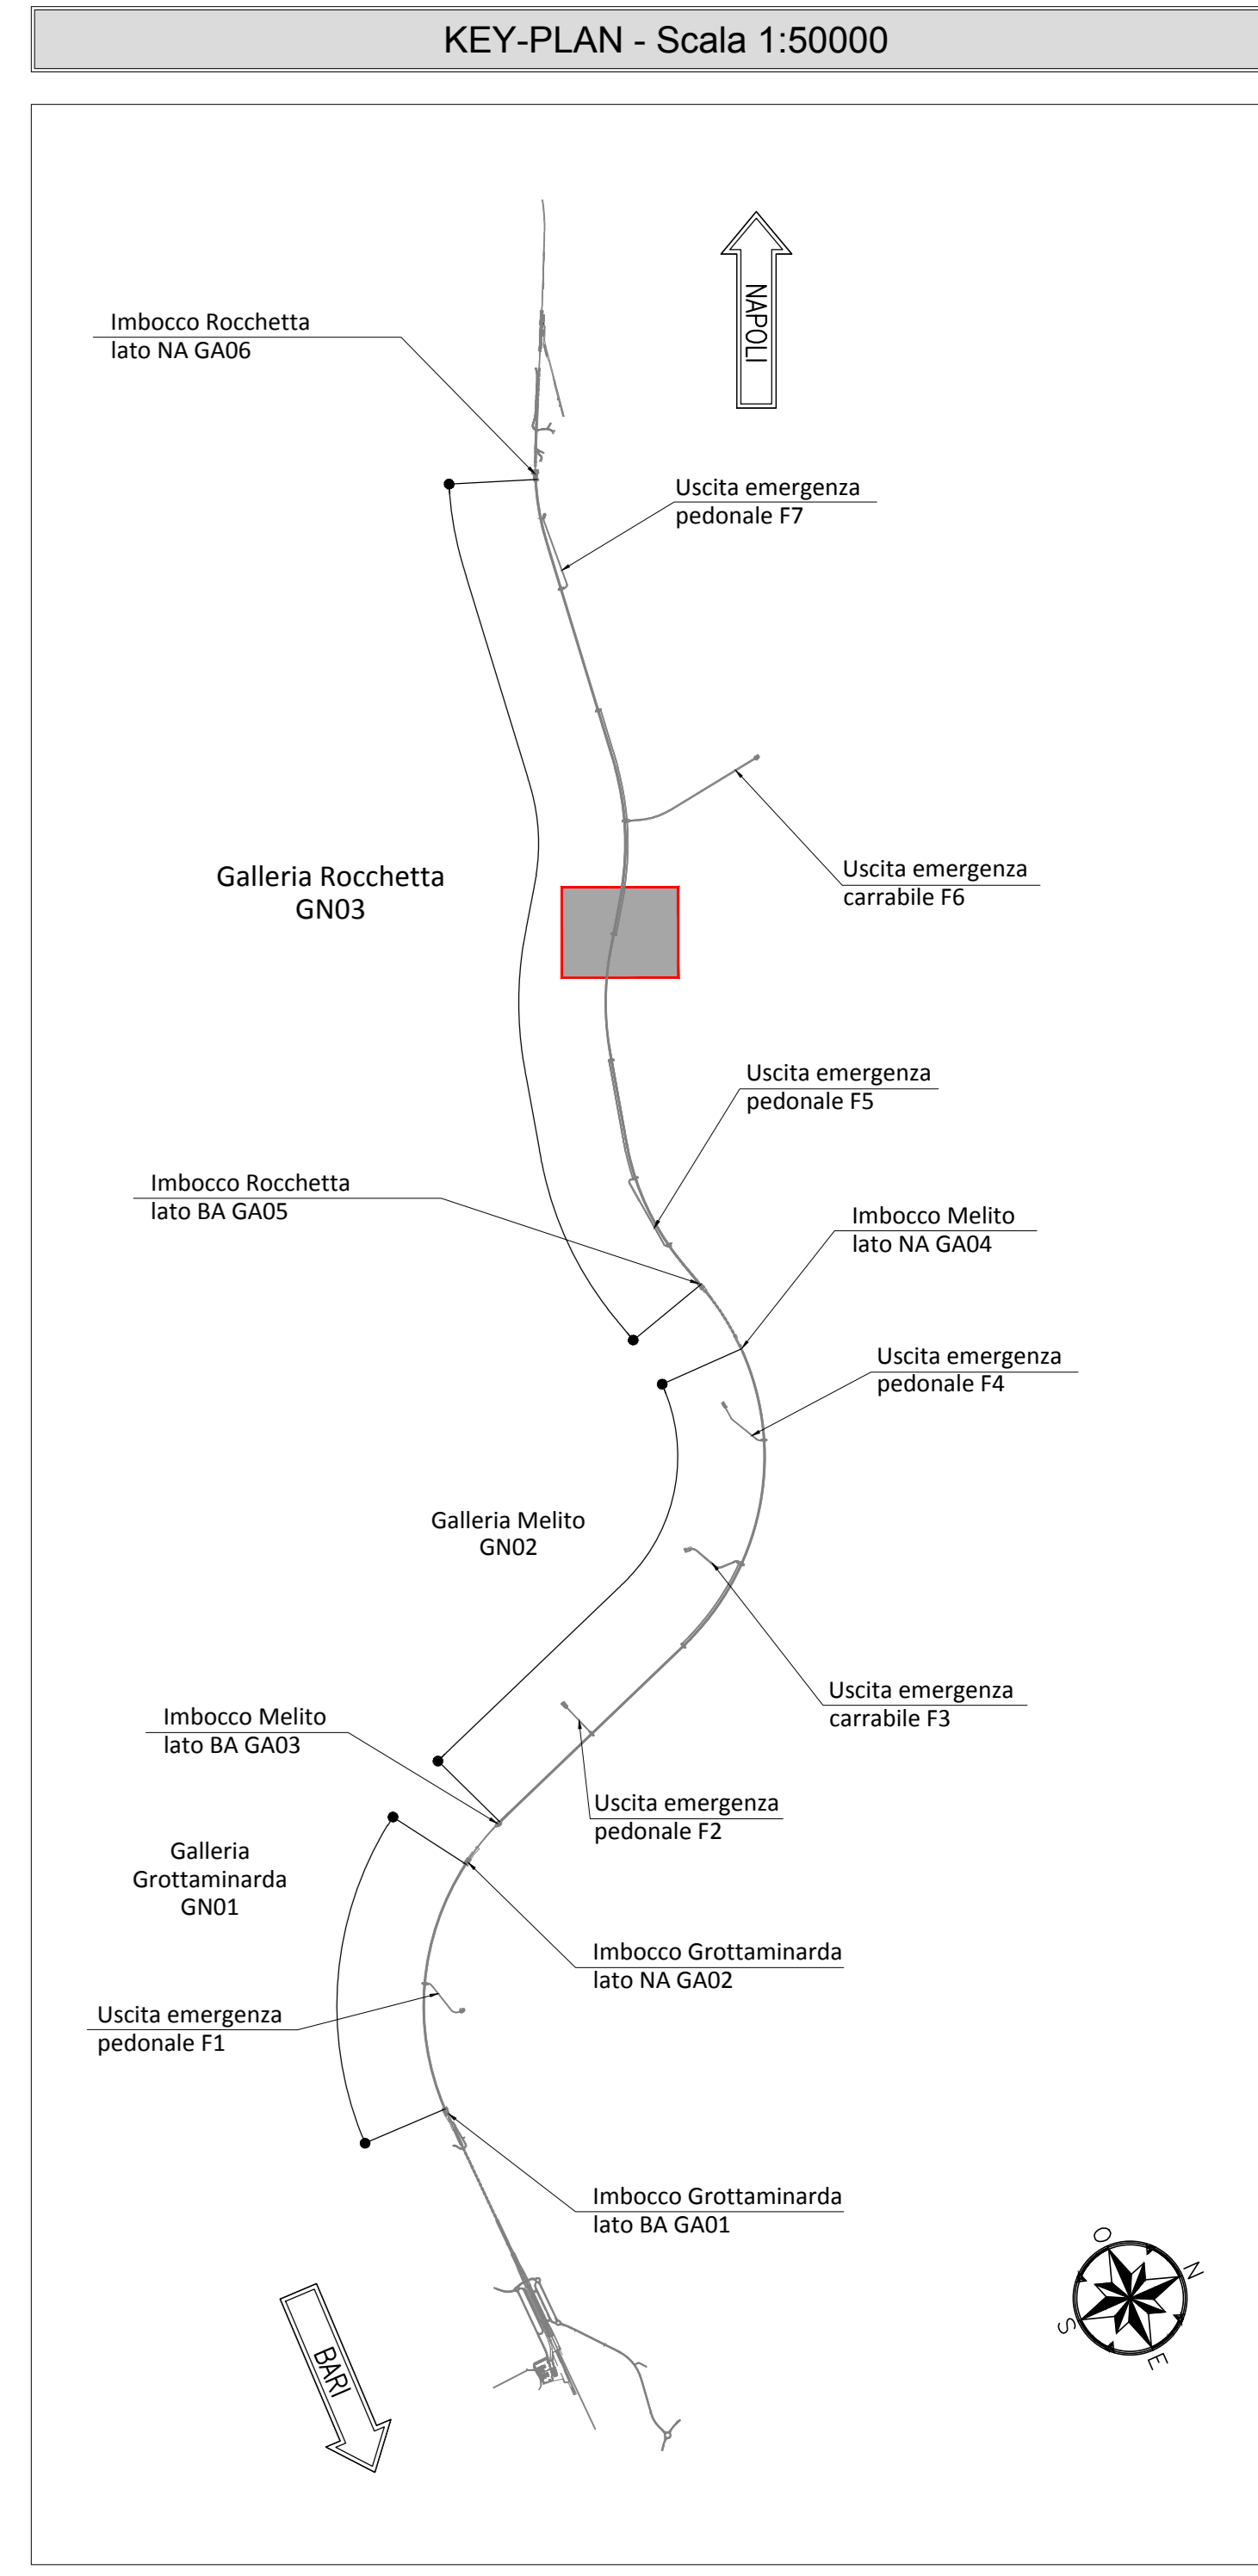 KEY-PLAN - Scala 1:50000
NAPOLI
Imbocco Rocchetta
lato NA GA06
Uscita emergenza
pedonale F7
Uscita emergenza
carrabile F6
Galleria Rocchetta
GN03
Uscita emergenza
pedonale F5
Imbocco Rocchetta
lato BA GA05
Imbocco Melito
lato NA GA04
Uscita emergenza
pedonale F4
Galleria Melito
GN02
Uscita emergenza
carrabile F3
Imbocco Melito
lato BA GA03
Uscita emergenza
pedonale F2
Galleria
Grottaminarda
GN01
Imbocco Grottaminarda
lato NA GA02
Uscita emergenza
pedonale F1
Imbocco Grottaminarda
lato BA GA01
BARI
O
N
S
E